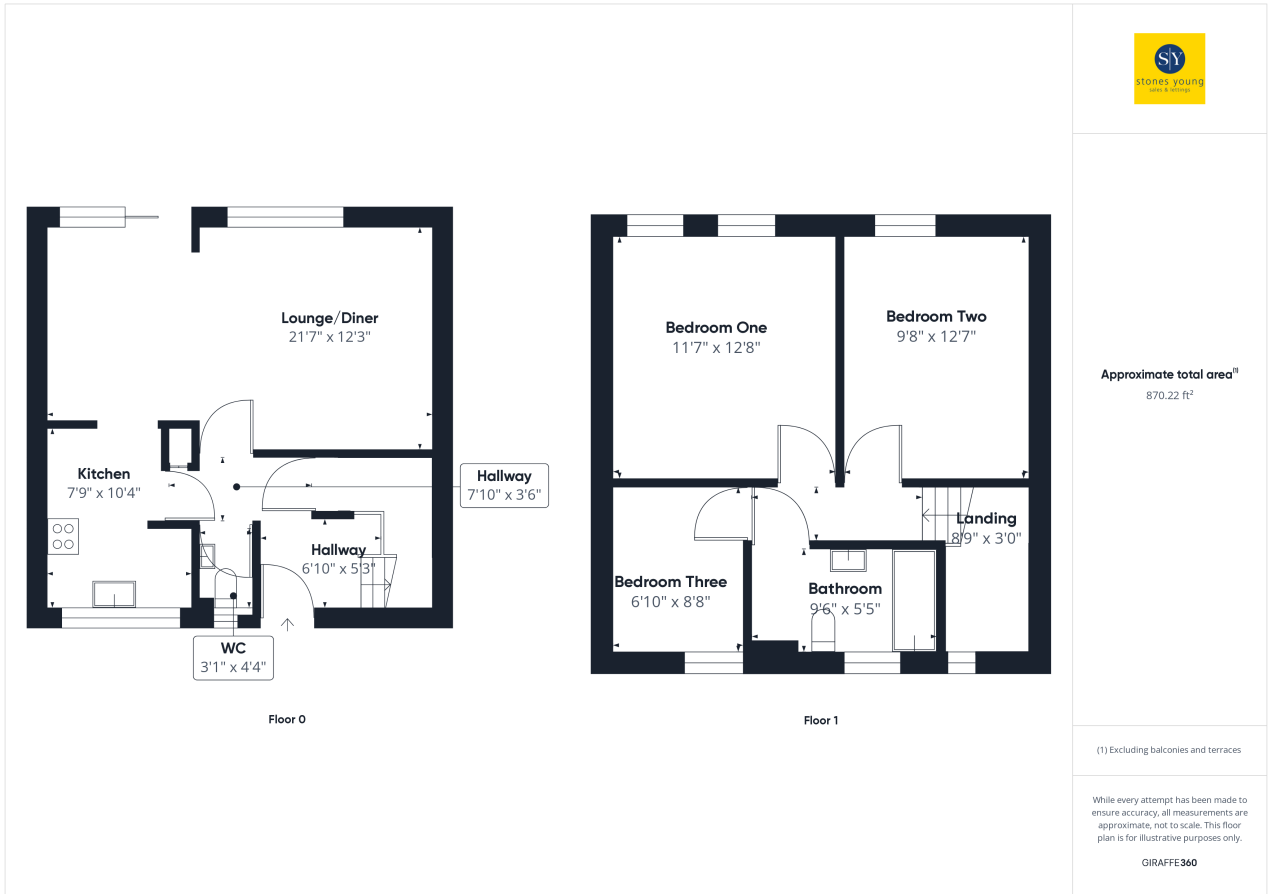 S|Y
stones young
sales & lettings
Lounge/Diner
21'7" x 12'3"
Kitchen
7'9" x 10'4"
Hallway
7'10" x 3'6"
Hallway
6'10" x 5'3"
WC
3'1" x 4'4"
Floor 0
Bedroom One
11'7" x 12'8"
Bedroom Two
9'8" x 12'7"
Landing
8'9" x 3'0"
Bedroom Three
6'10" x 8'8"
Bathroom
9'6" x 5'5"
Floor 1
Approximate total area(1)
870.22 ft²
(1) Excluding balconies and terraces
While every attempt has been made to
ensure accuracy, all measurements are
approximate, not to scale. This floor
plan is for illustrative purposes only.
GIRAFFE360